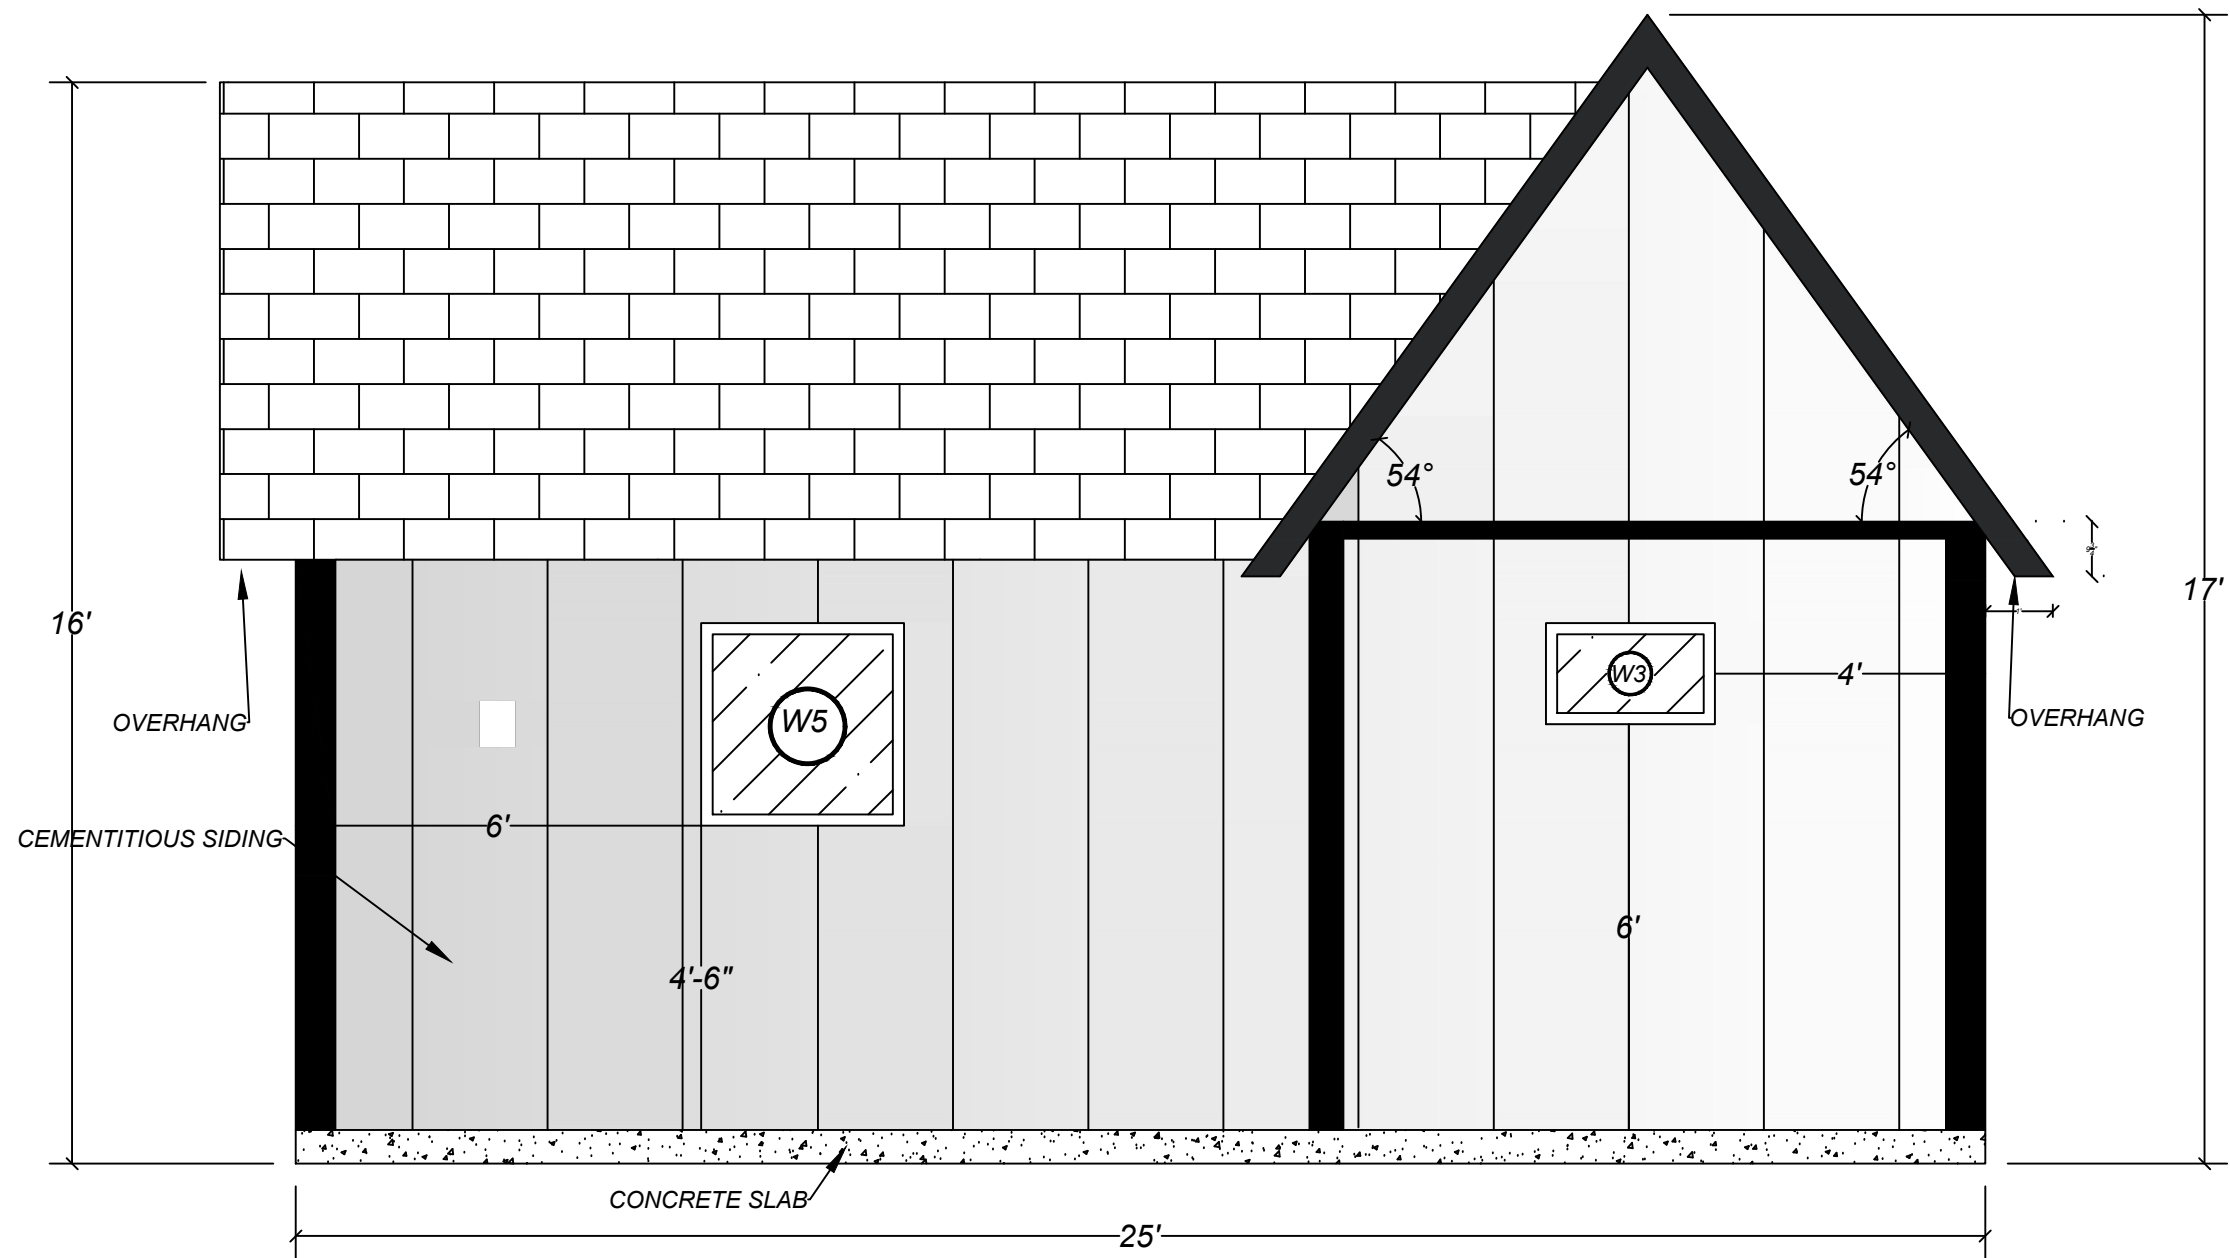 54°
54°
16'
17'
W3
4'
OVERHANG
W5
OVERHANG
6'
CEMENTITIOUS SIDING
6'
4'-6"
CONCRETE SLAB
25'